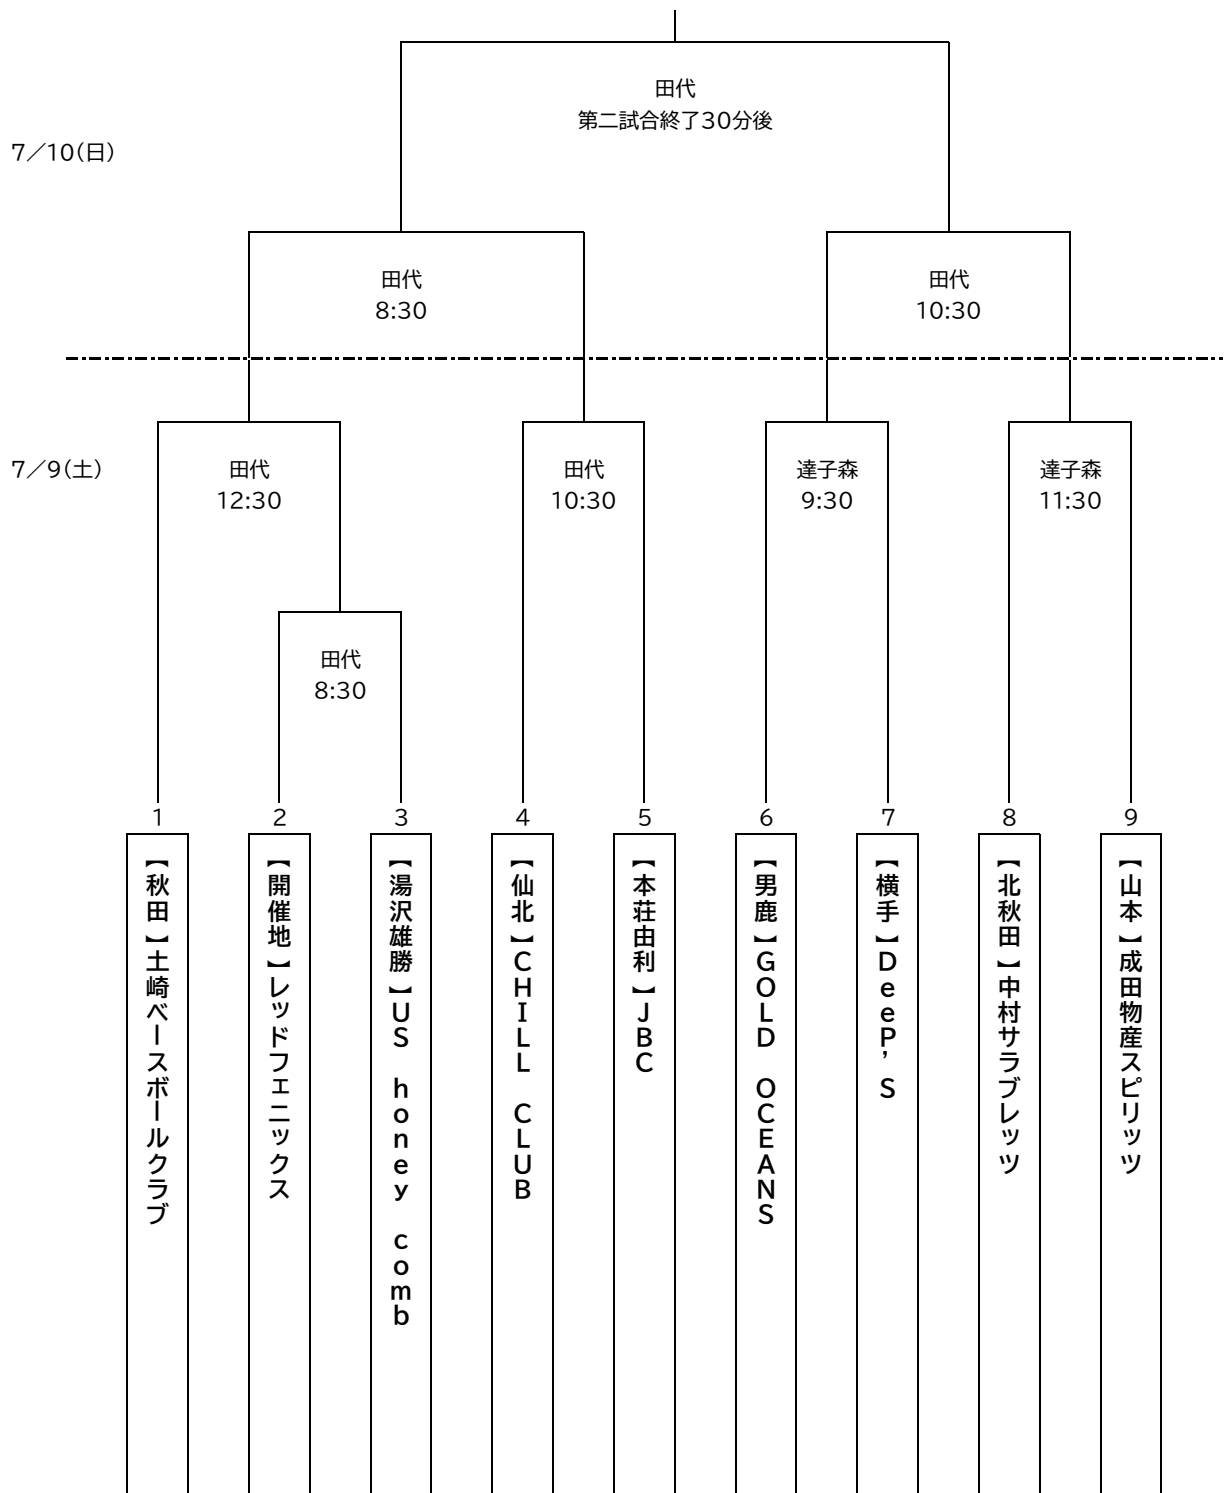 田代
第二試合終了30分後
7／10(日)
田代
8:30
田代
10:30
7／9(土)
田代
12:30
田代
10:30
達子森
9:30
達子森
11:30
田代
8:30
1
2
3
4
5
6
7
8
9
【秋田】土崎ベースボールクラブ
【開催地】レッドフェニックス
【湯沢雄勝】US honey comb
【仙北】CHILL CLUB
【本荘由利】JBC
【男鹿】GOLD OCEANS
【横手】DeeP’S
【北秋田】中村サラブレッツ
【山本】成田物産スピリッツ